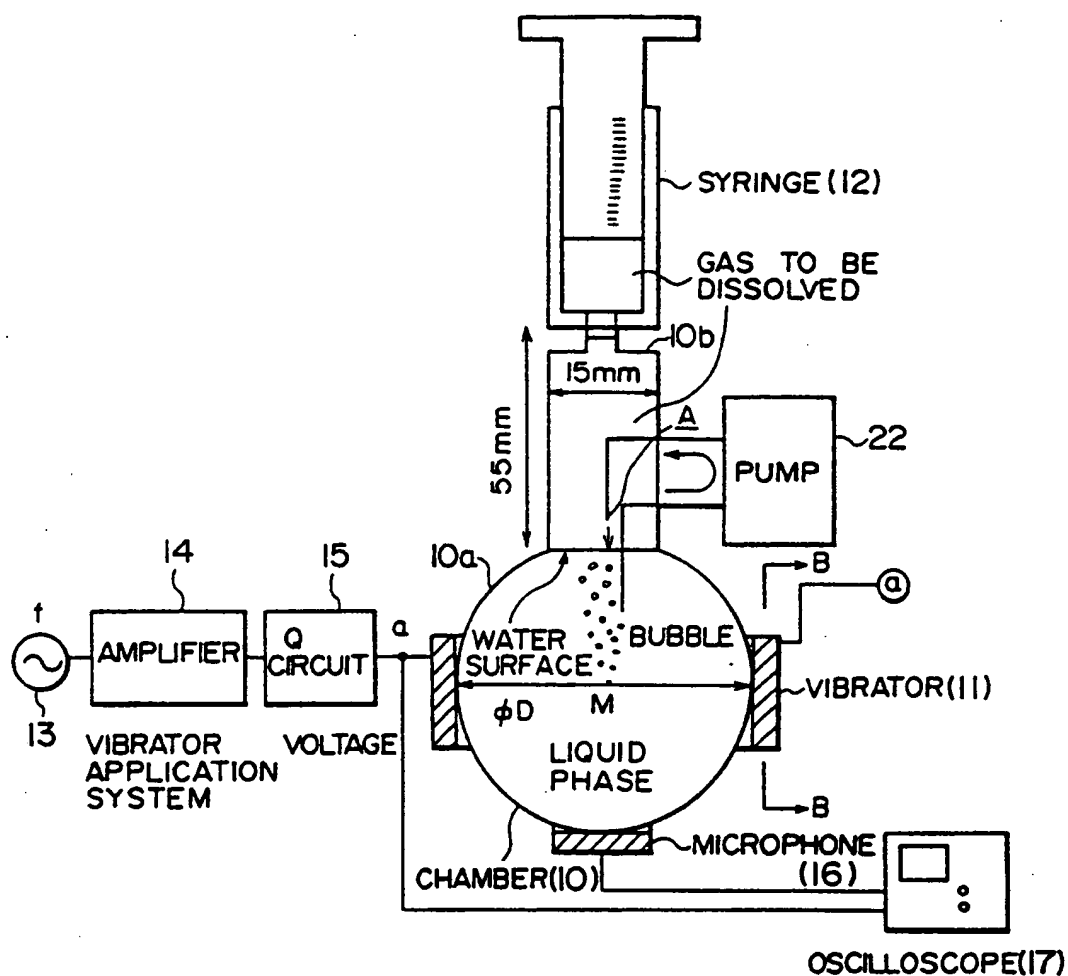 SYRINGE(12)
GAS TO BE
DISSOLVED
10b
15mm
A
55mm
22
PUMP
14
15
10a
B
a
f
AMPLIFIER
Q
CIRCUIT
a
WATER
SURFACE
BUBBLE
VIBRATOR(11)
13
VIBRATOR
APPLICATION
SYSTEM
VOLTAGE
φD
M
LIQUID
PHASE
B
MICROPHONE
(16)
CHAMBER(10)
OSCILLOSCOPE(17)